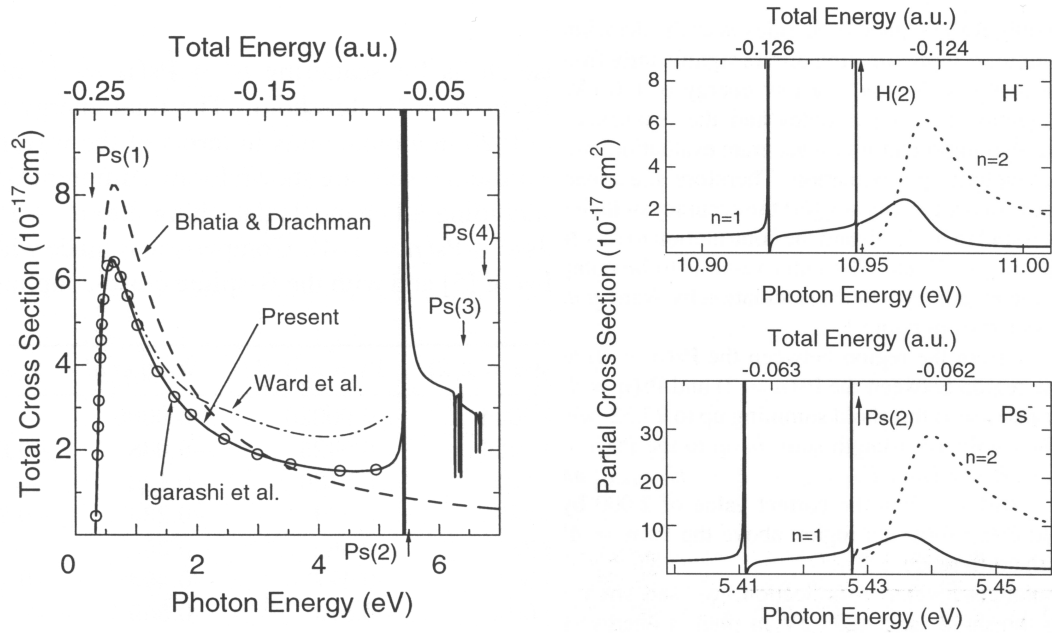 Total Energy (a.u.)
-0.25 -0.15 -0.05
Total Cross Section (10⁻¹⁷cm²)
8
6
4
2
Ps(1)
Bhatia & Drachman
Ps(4)
Ps(3)
Present
Ward et al.
Igarashi et al.
Ps(2)
0 2 4 6
Photon Energy (eV)
Total Energy (a.u.)
-0.126 -0.124
8
6
4
2
H(2) H⁻
n=2
n=1
10.90 10.95 11.00
Photon Energy (eV)
Partial Cross Section (10⁻¹⁷ cm²)
Total Energy (a.u.)
-0.063 -0.062
30
20
10
Ps(2) Ps⁻
n=2
n=1
5.41 5.43 5.45
Photon Energy (eV)